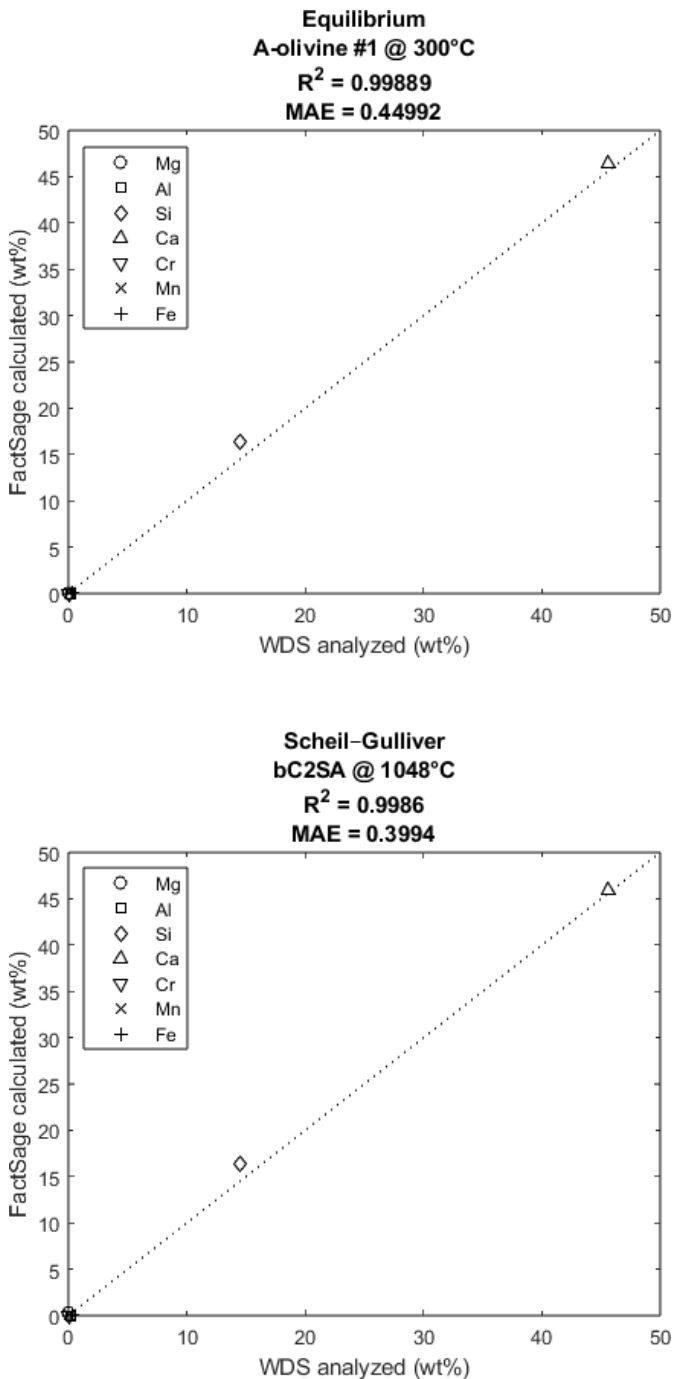 Equilibrium
A-olivine #1 @ 300°C
R² = 0.99889
MAE = 0.44992
50
45
40
35
30
25
20
15
10
5
0
FactSage calculated (wt%)
Mg
Al
Si
Ca
Cr
Mn
Fe
0
10
20
30
40
50
WDS analyzed (wt%)
Scheil–Gulliver
bC2SA @ 1048°C
R² = 0.9986
MAE = 0.3994
50
45
40
35
30
25
20
15
10
5
0
FactSage calculated (wt%)
Mg
Al
Si
Ca
Cr
Mn
Fe
0
10
20
30
40
50
WDS analyzed (wt%)